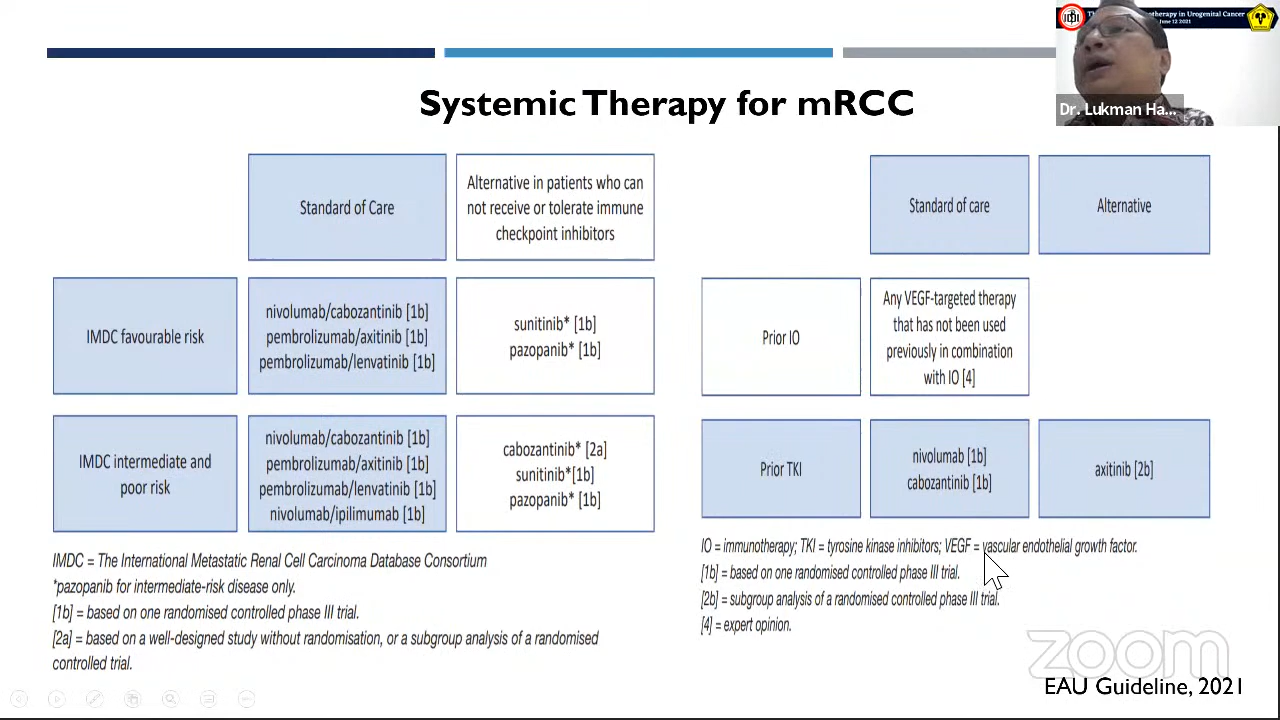 otherapy in Urogenital Cancer
June 12 2021
Dr. Lukman Ha...
Systemic Therapy for mRCC
Standard of Care
Alternative in patients who can
not receive or tolerate immune
checkpoint inhibitors
IMDC favourable risk
nivolumab/cabozantinib [1b]
pembrolizumab/axitinib [1b]
pembrolizumab/lenvatinib [1b]
sunitinib* [1b]
pazopanib* [1b]
IMDC intermediate and
poor risk
nivolumab/cabozantinib [1b]
pembrolizumab/axitinib [1b]
pembrolizumab/lenvatinib [1b]
nivolumab/ipilimumab [1b]
cabozantinib* [2a]
sunitinib*[1b]
pazopanib* [1b]
IMDC = The International Metastatic Renal Cell Carcinoma Database Consortium
*pazopanib for intermediate-risk disease only.
[1b] = based on one randomised controlled phase III trial.
[2a] = based on a well-designed study without randomisation, or a subgroup analysis of a randomised
controlled trial.
Standard of care
Alternative
Prior IO
Any VEGF-targeted therapy
that has not been used
previously in combination
with IO [4]
Prior TKI
nivolumab [1b]
cabozantinib [1b]
axitinib [2b]
IO = immunotherapy; TKI = tyrosine kinase inhibitors; VEGF = vascular endothelial growth factor.
[1b] = based on one randomised controlled phase III trial.
[2b] = subgroup analysis of a randomised controlled phase III trial.
[4] = expert opinion.
zoom
EAU Guideline, 2021